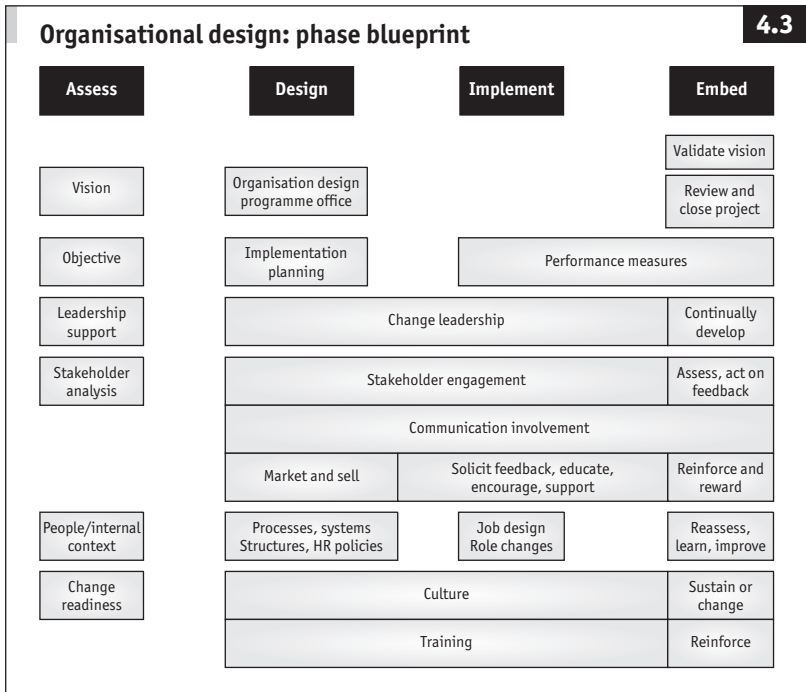 Organisational design: phase blueprint
4.3
Assess
Design
Implement
Embed
Validate vision
Vision
Organisation design
programme office
Review and
close project
Objective
Implementation
planning
Performance measures
Leadership
support
Change leadership
Continually
develop
Stakeholder
analysis
Stakeholder engagement
Assess, act on
feedback
Communication involvement
Market and sell
Solicit feedback, educate,
encourage, support
Reinforce and
reward
People/internal
context
Processes, systems
Structures, HR policies
Job design
Role changes
Reassess,
learn, improve
Change
readiness
Culture
Sustain or
change
Training
Reinforce